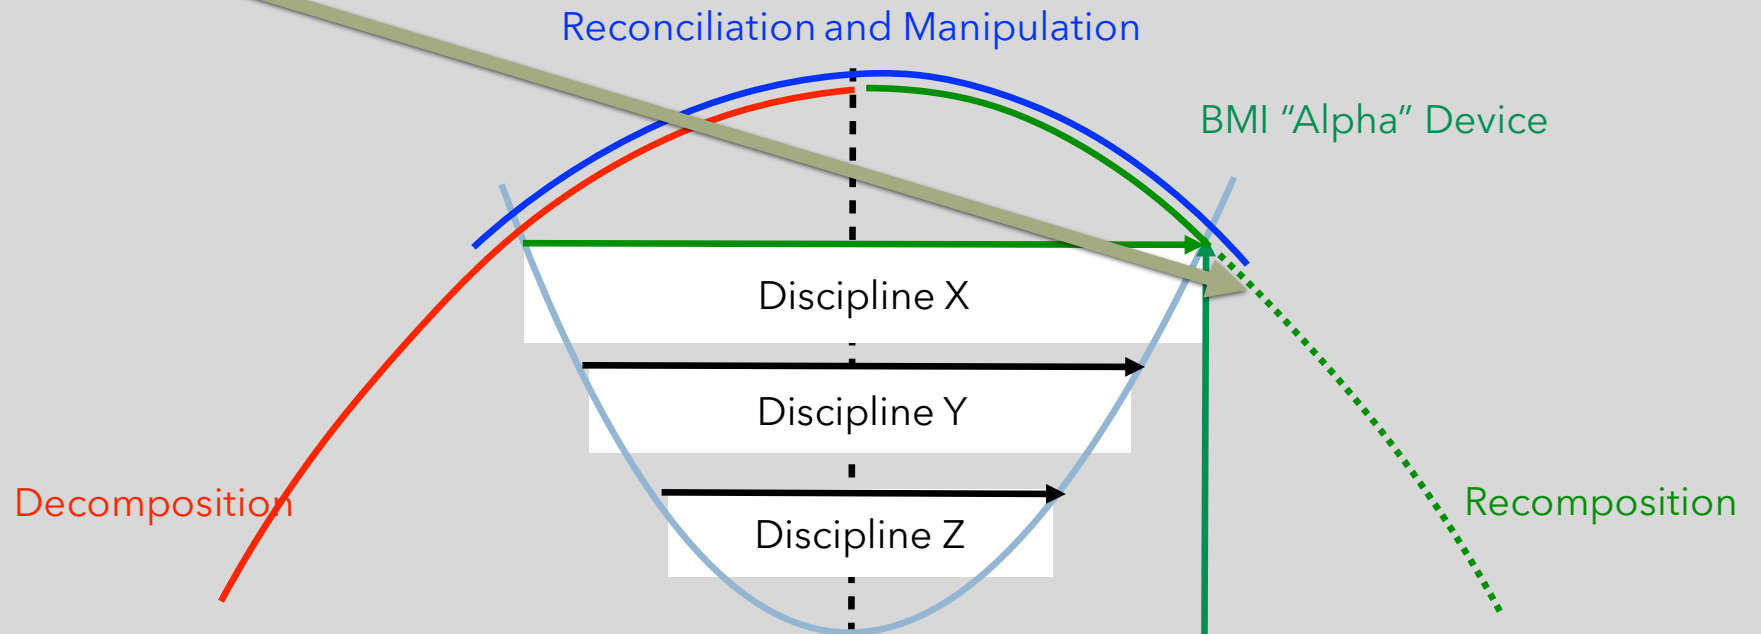 Reconciliation and Manipulation
BMI “Alpha” Device
Discipline X
Discipline Y
Decomposition
Recomposition
Discipline Z